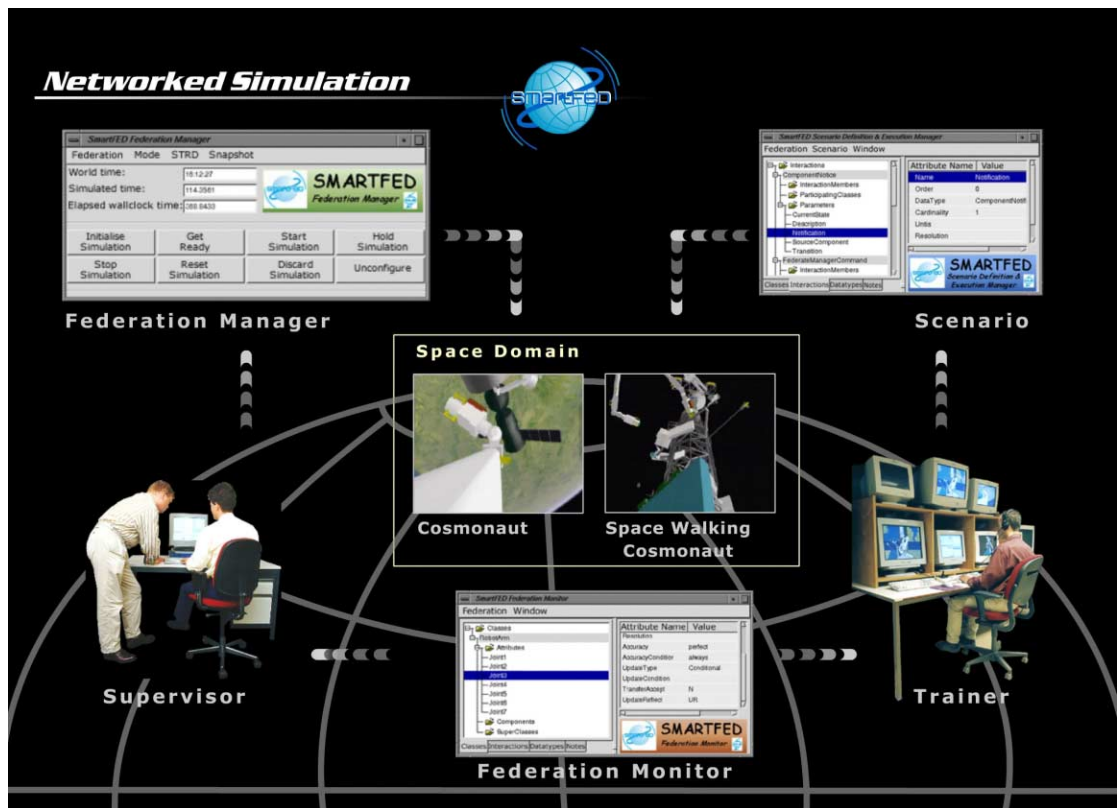 Networked Simulation
SMARTFED
SmartFED Federation Manager
Federation Mode STRD Snapshot
World time:
18:12:27
Simulated time:
114.3581
Elapsed wallclock time:
SMARTFED
Federation Manager
Initialise Simulation
Get Ready
Start Simulation
Hold Simulation
Stop Simulation
Reset Simulation
Discard Simulation
Unconfigure
Federation Manager
SmartFED Scenario Definition & Execution Manager
Federation Scenario Window
Interactions
ComponentNotice
InteractionMembers
ParticipatingClasses
Parameters
CurrentState
Description
Notification
SourceComponent
Transition
FederateManagerCommand
InteractionMembers
Classes Interactions Datatypes Notes
Attribute Name Value
Name Notification
Order
DataType ComponentNotifi
Cardinality 1
Resolution
SMARTFED
Scenario Definition &
Execution Manager
Scenario
Space Domain
Cosmonaut
Space Walking
Cosmonaut
Supervisor
Trainer
SmartFED Federation Monitor
Federation Window
Classes
RobotArm
Attributes
Joint1
Joint2
Joint3
Joint4
Joint5
Joint6
Joint7
Components
SuperClasses
Classes Interactions Datatypes Notes
Attribute Name Value
Resolution
Accuracy perfect
AccuracyCondition always
UpdateType Conditional
UpdateCondition
TransferAccept N
UpdateReflect UR
SMARTFED
Federation Monitor
Federation Monitor